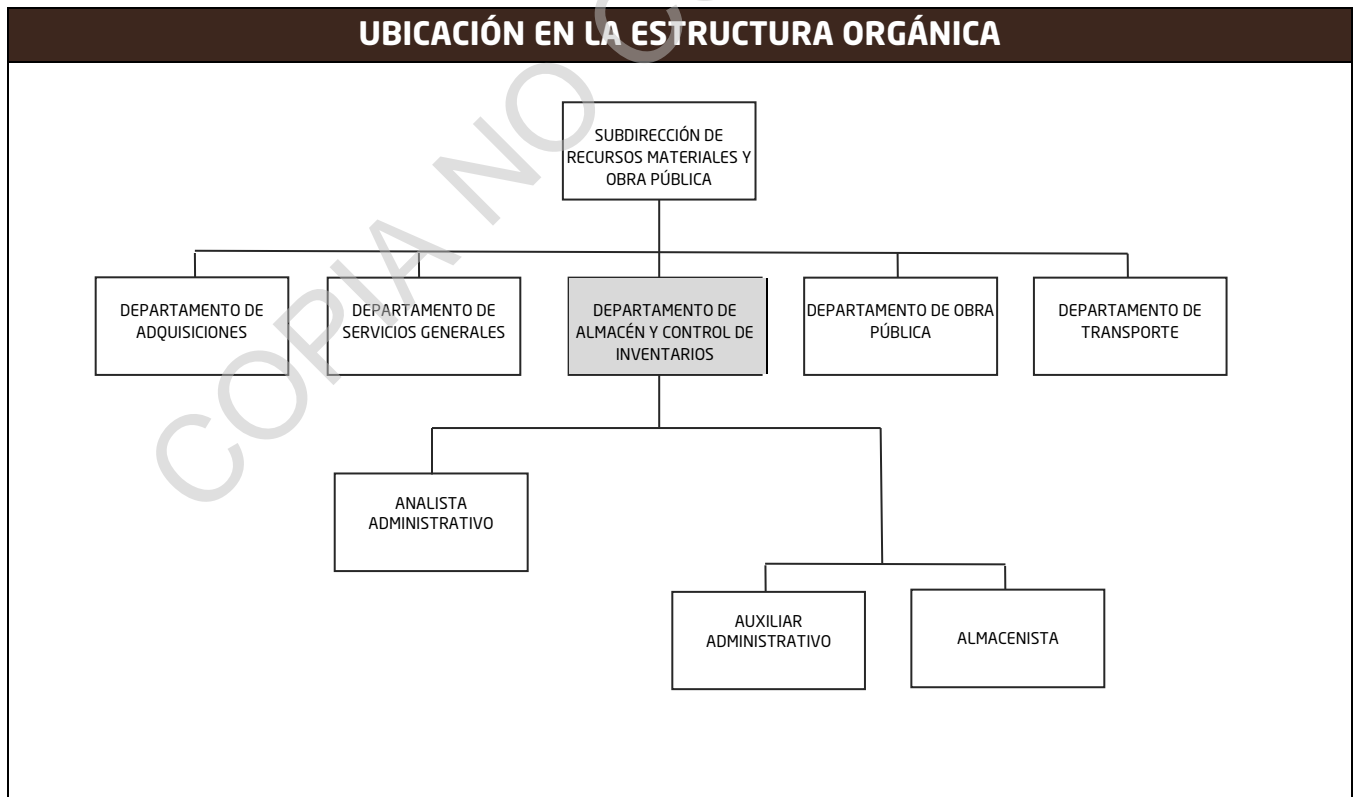 UBICACIÓN EN LA ESTRUCTURA ORGÁNICA
SUBDIRECCIÓN DE
RECURSOS MATERIALES Y
OBRA PÚBLICA
DEPARTAMENTO DE
ADQUISICIONES
DEPARTAMENTO DE
SERVICIOS GENERALES
DEPARTAMENTO DE
ALMACÉN Y CONTROL DE
INVENTARIOS
DEPARTAMENTO DE OBRA
PÚBLICA
DEPARTAMENTO DE
TRANSPORTE
ANALISTA
ADMINISTRATIVO
AUXILIAR
ADMINISTRATIVO
ALMACENISTA
COPIA NO